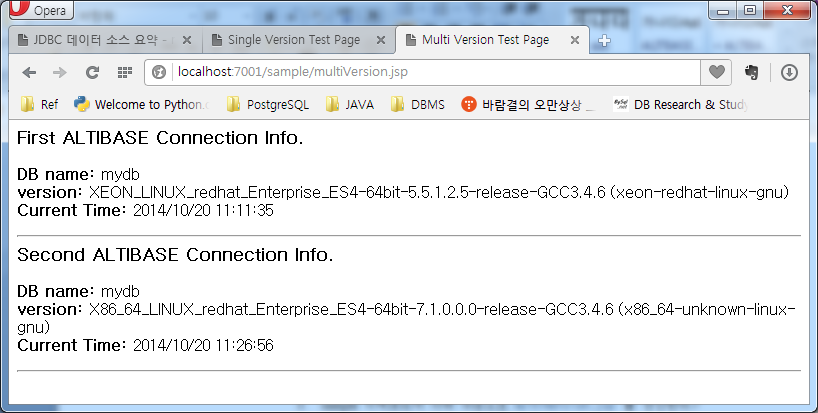 Opera
JDBC 데이터 소스 요약 - Single Version Test Page Multi Version Test Page
localhost:7001/sample/multiVersion.jsp
Ref Welcome to Python. PostgreSQL JAVA DBMS 바람결의 오만상상 _ DB Research & Study
First ALTIBASE Connection Info.
DB name: mydb
version: XEON_LINUX_redhat_Enterprise_ES4-64bit-5.5.1.2.5-release-GCC3.4.6 (xeon-redhat-linux-gnu)
Current Time: 2014/10/20 11:11:35
Second ALTIBASE Connection Info.
DB name: mydb
version: X86_64_LINUX_redhat_Enterprise_ES4-64bit-7.1.0.0.0-release-GCC3.4.6 (x86_64-unknown-linux-
gnu)
Current Time: 2014/10/20 11:26:56